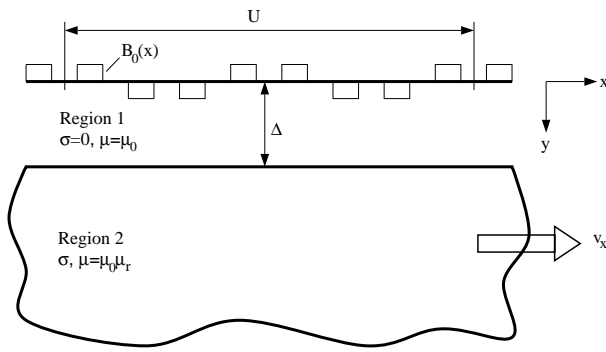 U
B₀(x)
x
y
Region 1
σ=0, μ=μ₀
Δ
Region 2
σ, μ=μ₀μᵣ
vₓ